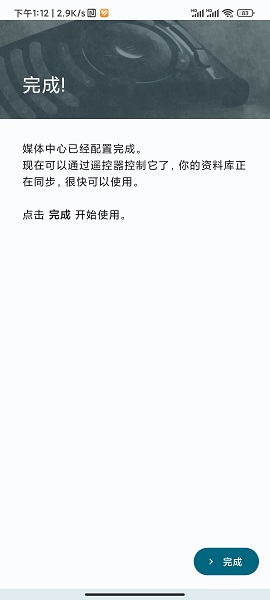 下午1:12 | 2.9K/s
83
完成!
媒体中心已经配置完成。
现在可以通过遥控器控制它了，你的资料库正
在同步，很快可以使用。
点击 完成 开始使用。
完成